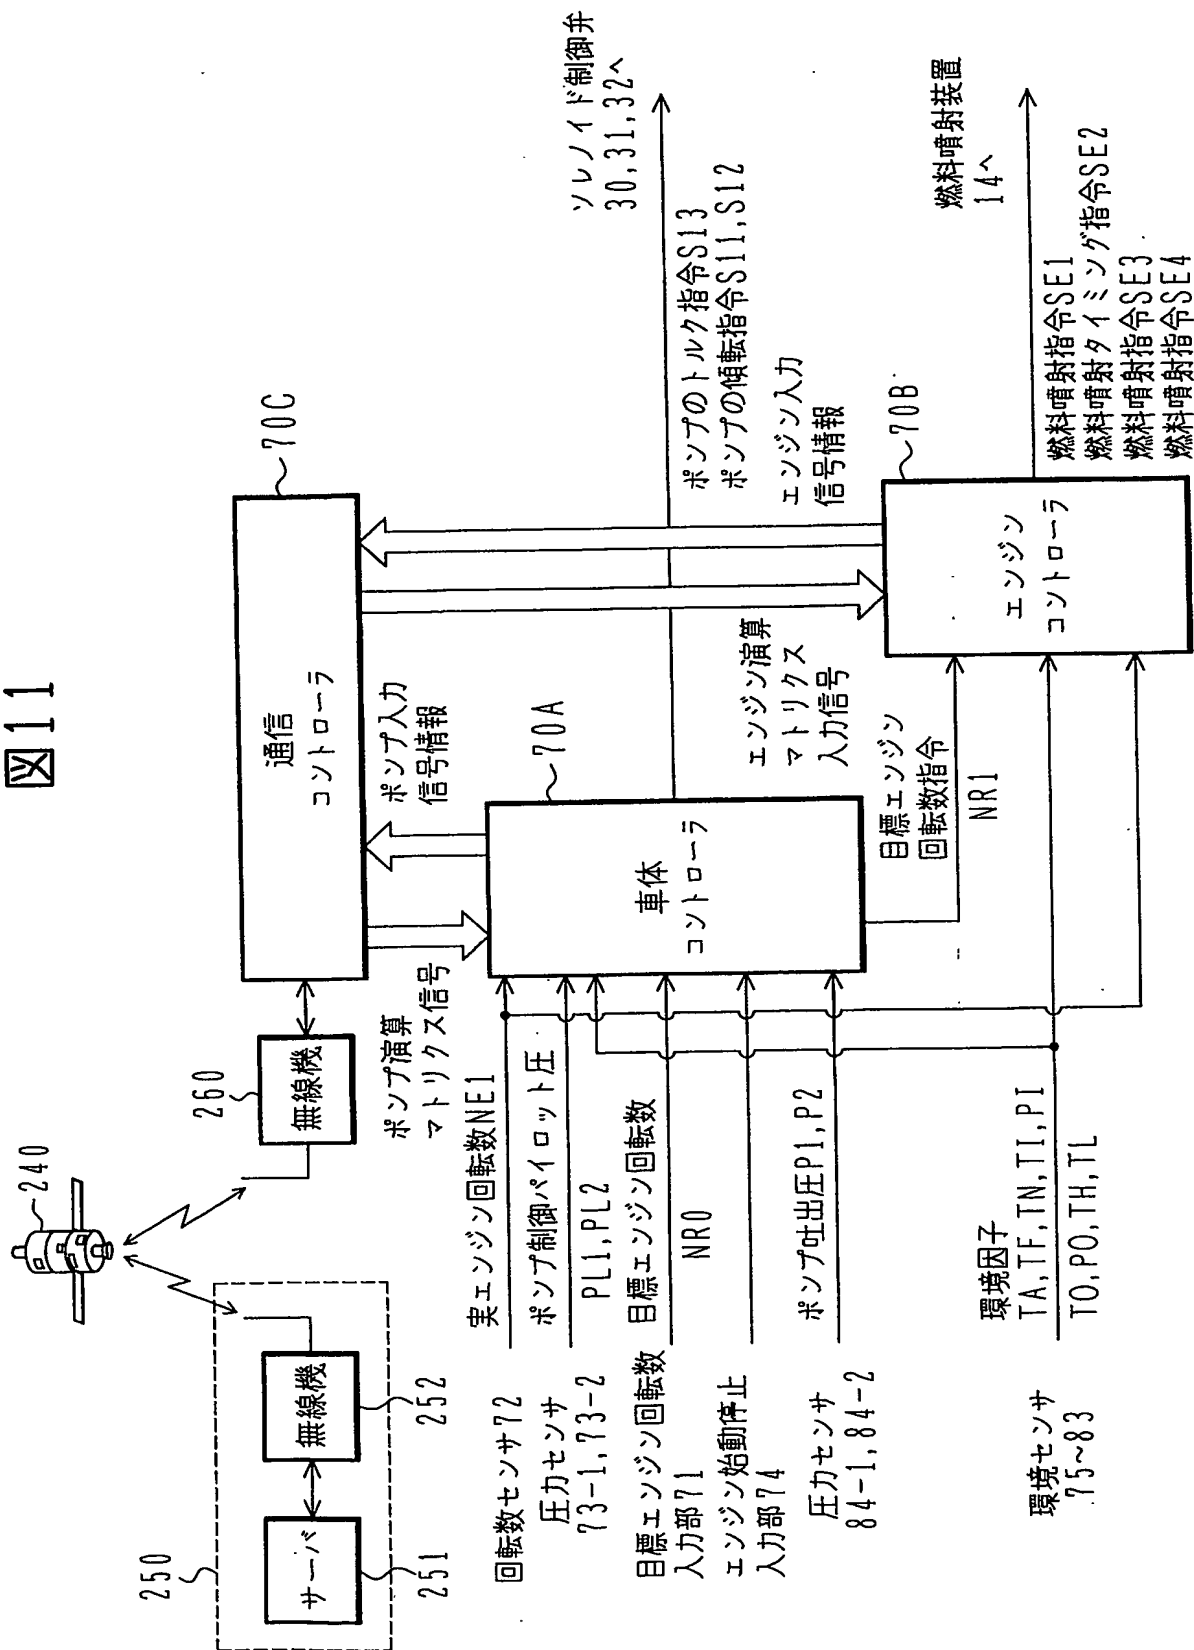 図11
240
250
サーバ
251
無線機
252
260
無線機
通信
コントローラ
70C
ポンプ演算
マトリクス信号
ポンプ入力
信号情報
回転数センサ72
実エンジン回転数NE1
圧力センサ
73-1,73-2
ポンプ制御パイロット圧
PL1,PL2
目標エンジン回転数
入力部71
目標エンジン回転数
NR0
エンジン始動停止
入力部74
圧力センサ
84-1,84-2
ポンプ吐出圧P1,P2
環境センサ
75~83
環境因子
TA,TF,TN,TI,PI
TO,PO,TH,TL
車体
コントローラ
70A
目標エンジン
回転数指令
NR1
エンジン演算
マトリクス
入力信号
エンジン入力
信号情報
ポンプのトルク指令S13
ポンプの傾転指令S11,S12
ソレノイド制御弁
30,31,32へ
エンジン
コントローラ
70B
燃料噴射指令SE1
燃料噴射タイミング指令SE2
燃料噴射指令SE3
燃料噴射指令SE4
燃料噴射装置
14へ